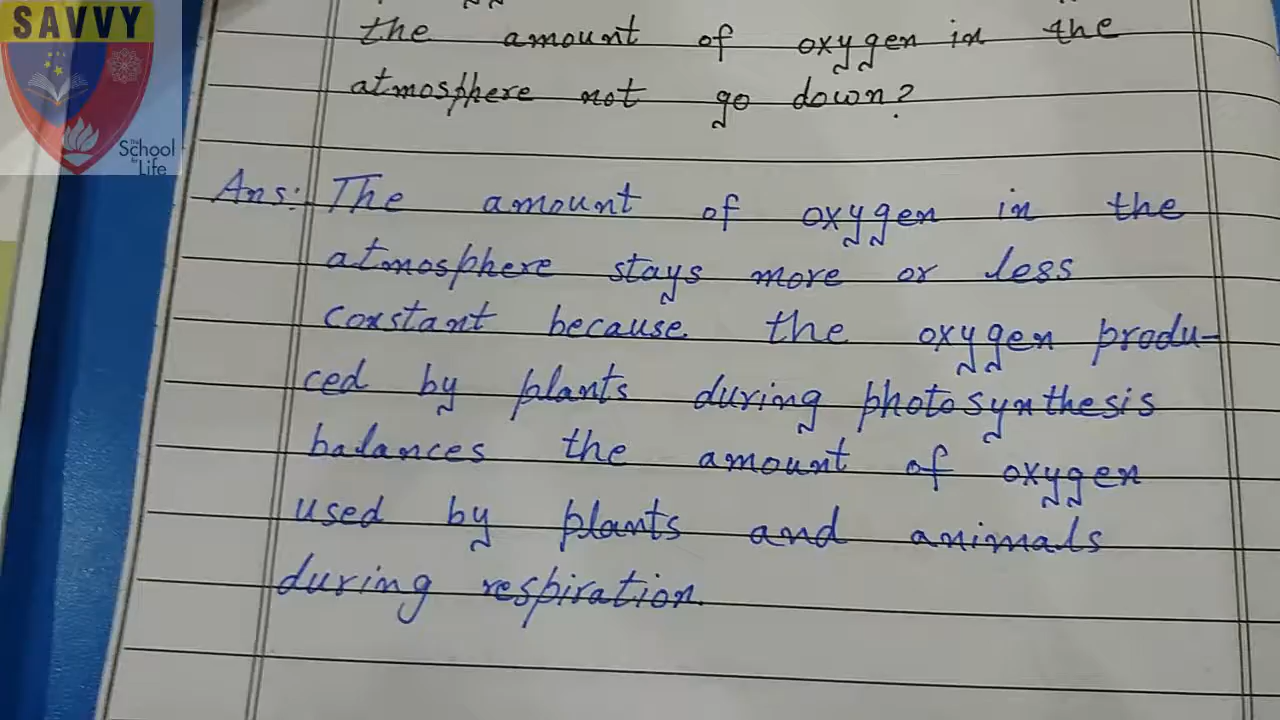 SAVVY
The School for Life
the amount of oxygen in the
atmosphere not go down?
Ans: The amount of oxygen in the
atmosphere stays more or less
constant because the oxygen produ-
ced by plants during photosynthesis
balances the amount of oxygen
used by plants and animals
during respiration.